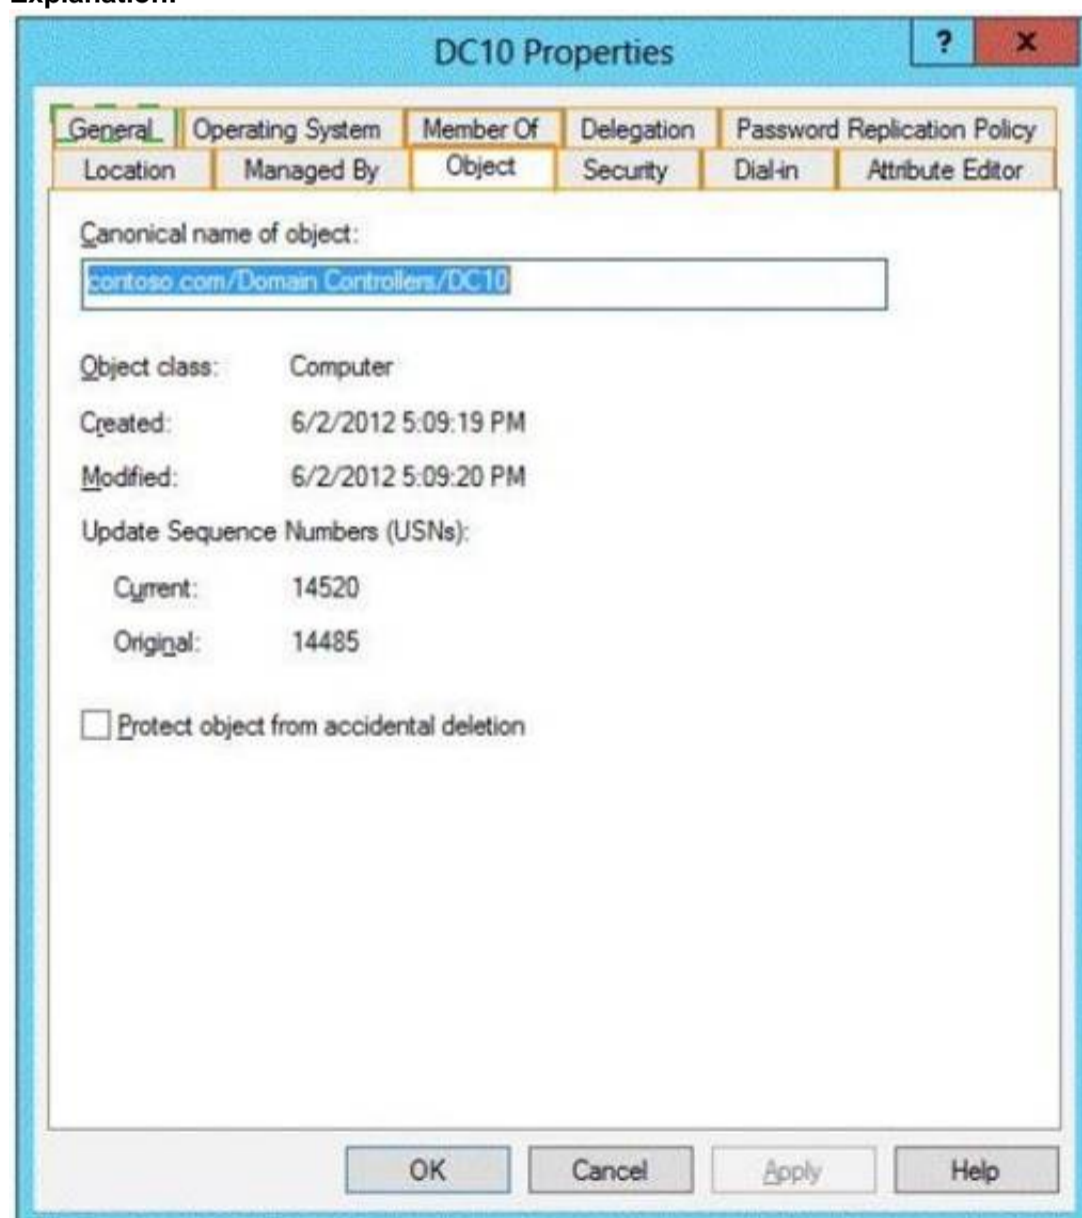 Explanation:
DC10 Properties
?
x
General Operating System Member Of Delegation Password Replication Policy
Location Managed By Object Security Dial-in Attribute Editor
Canonical name of object:
contoso.com/Domain Controllers/DC10
Object class: Computer
Created: 6/2/2012 5:09:19 PM
Modified: 6/2/2012 5:09:20 PM
Update Sequence Numbers (USNs):
Current: 14520
Original: 14485
Protect object from accidental deletion
OK Cancel Apply Help